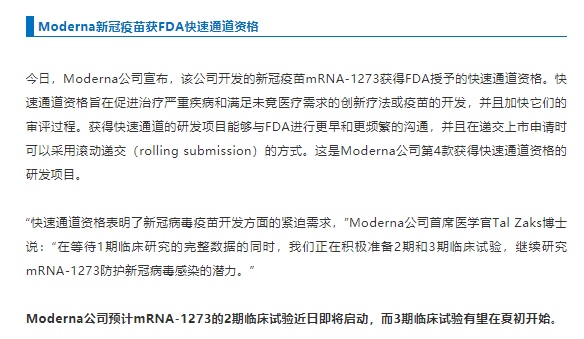 Moderna新冠疫苗获FDA快速通道资格
今日，Moderna公司宣布，该公司开发的新冠疫苗mRNA-1273获得FDA授予的快速通道资格。快
速通道资格旨在促进治疗严重疾病和满足未竟医疗需求的创新疗法或疫苗的开发，并且加快它们的
审评过程。获得快速通道的研发项目能够与FDA进行更早和更频繁的沟通，并且在递交上市申请时
可以采用滚动递交（rolling submission）的方式。这是Moderna公司第4款获得快速通道资格的
研发项目。
“快速通道资格表明了新冠病毒疫苗开发方面的紧迫需求，”Moderna公司首席医学官Tal Zaks博士
说：“在等待1期临床研究的完整数据的同时，我们正在积极准备2期和3期临床试验，继续研究
mRNA-1273防护新冠病毒感染的潜力。”
Moderna公司预计mRNA-1273的2期临床试验近日即将启动，而3期临床试验有望在夏初开始。